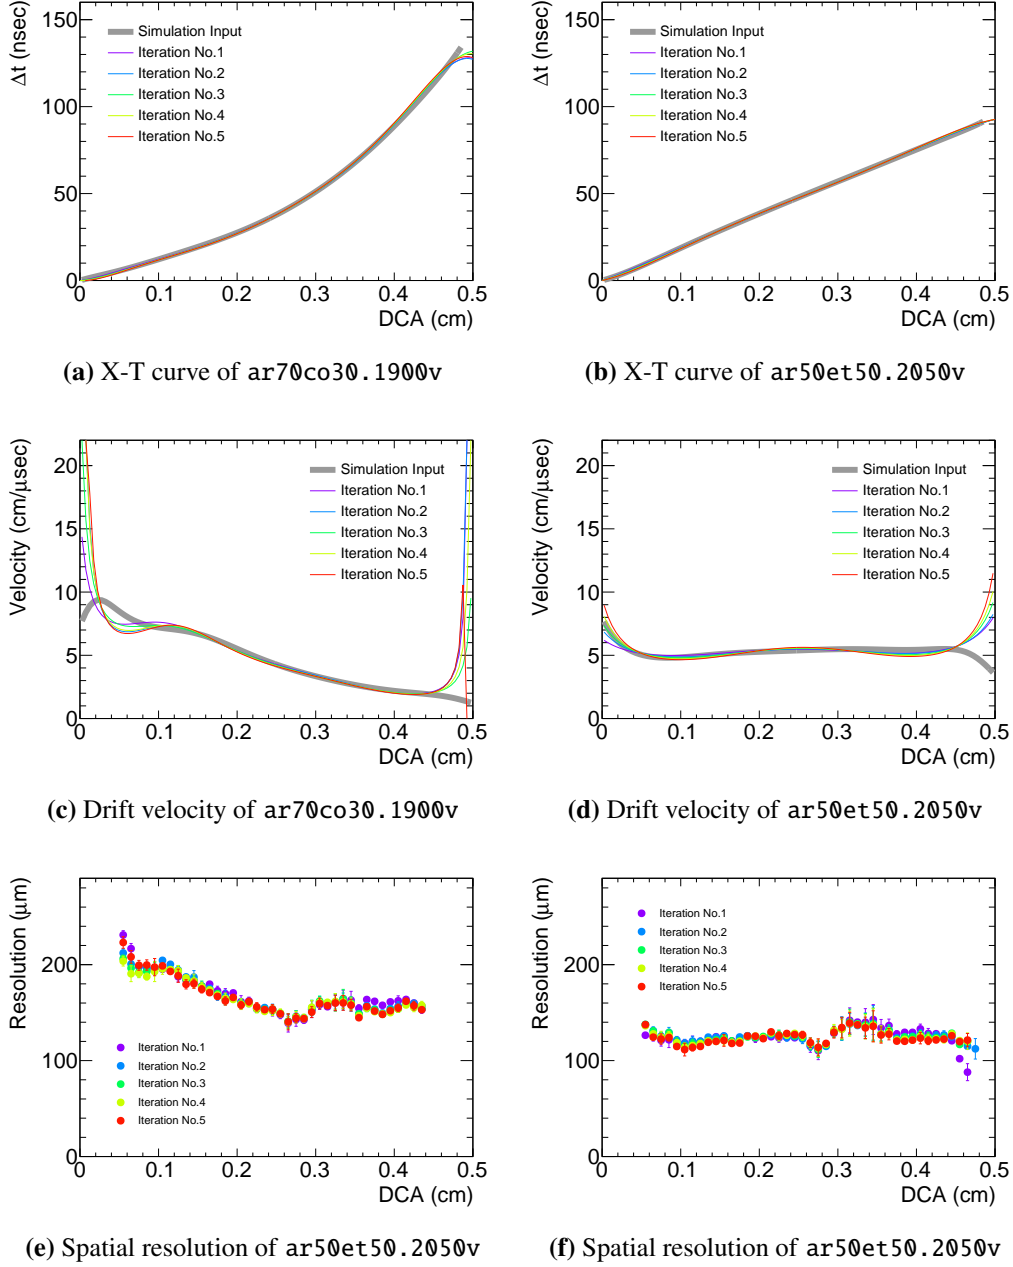 150
100
50
0
Δt (nsec)
Simulation Input
Iteration No.1
Iteration No.2
Iteration No.3
Iteration No.4
Iteration No.5
0 0.1 0.2 0.3 0.4 0.5
DCA (cm)
(a) X-T curve of ar70co30.1900v
150
100
50
0
Δt (nsec)
Simulation Input
Iteration No.1
Iteration No.2
Iteration No.3
Iteration No.4
Iteration No.5
0 0.1 0.2 0.3 0.4 0.5
DCA (cm)
(b) X-T curve of ar50et50.2050v
20
15
10
5
0
Velocity (cm/μsec)
Simulation Input
Iteration No.1
Iteration No.2
Iteration No.3
Iteration No.4
Iteration No.5
0 0.1 0.2 0.3 0.4 0.5
DCA (cm)
(c) Drift velocity of ar70co30.1900v
20
15
10
5
0
Velocity (cm/μsec)
Simulation Input
Iteration No.1
Iteration No.2
Iteration No.3
Iteration No.4
Iteration No.5
0 0.1 0.2 0.3 0.4 0.5
DCA (cm)
(d) Drift velocity of ar50et50.2050v
200
100
0
Resolution (μm)
Iteration No.1
Iteration No.2
Iteration No.3
Iteration No.4
Iteration No.5
0 0.1 0.2 0.3 0.4 0.5
DCA (cm)
(e) Spatial resolution of ar50et50.2050v
200
100
0
Resolution (μm)
Iteration No.1
Iteration No.2
Iteration No.3
Iteration No.4
Iteration No.5
0 0.1 0.2 0.3 0.4 0.5
DCA (cm)
(f) Spatial resolution of ar50et50.2050v